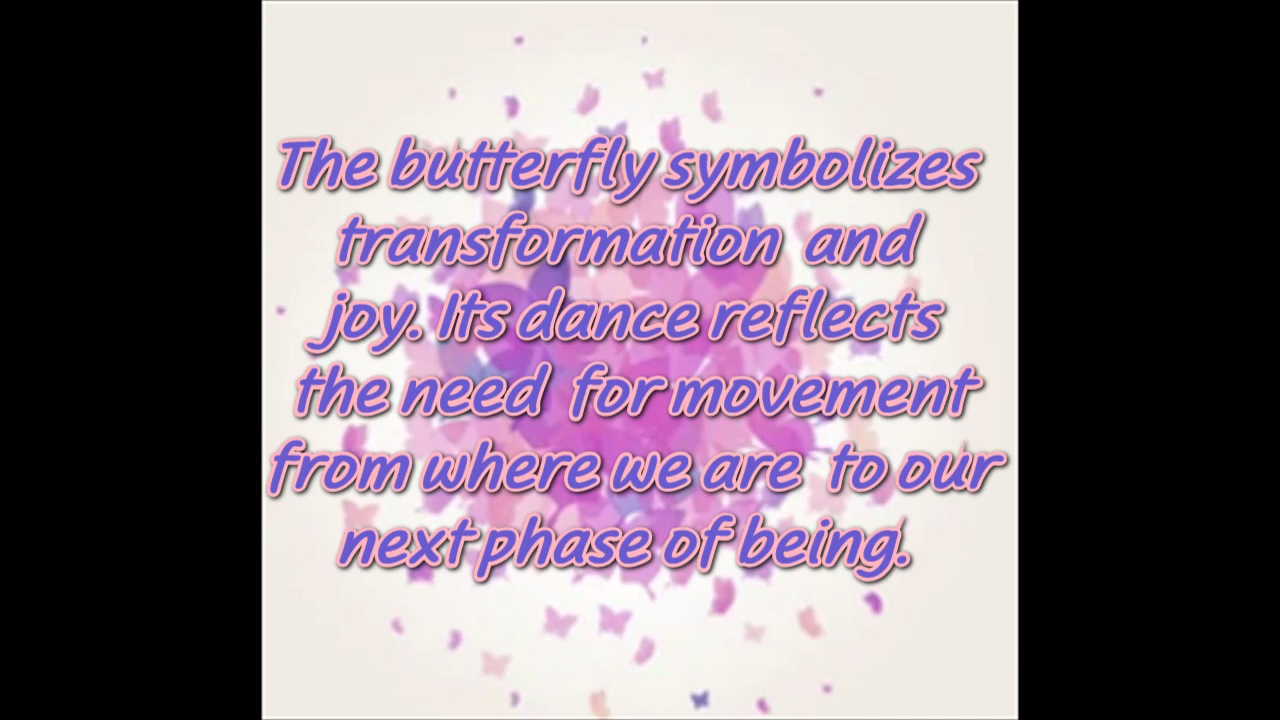 The butterfly symbolizes
transformation and
joy. Its dance reflects
the need for movement
from where we are to our
next phase of being.